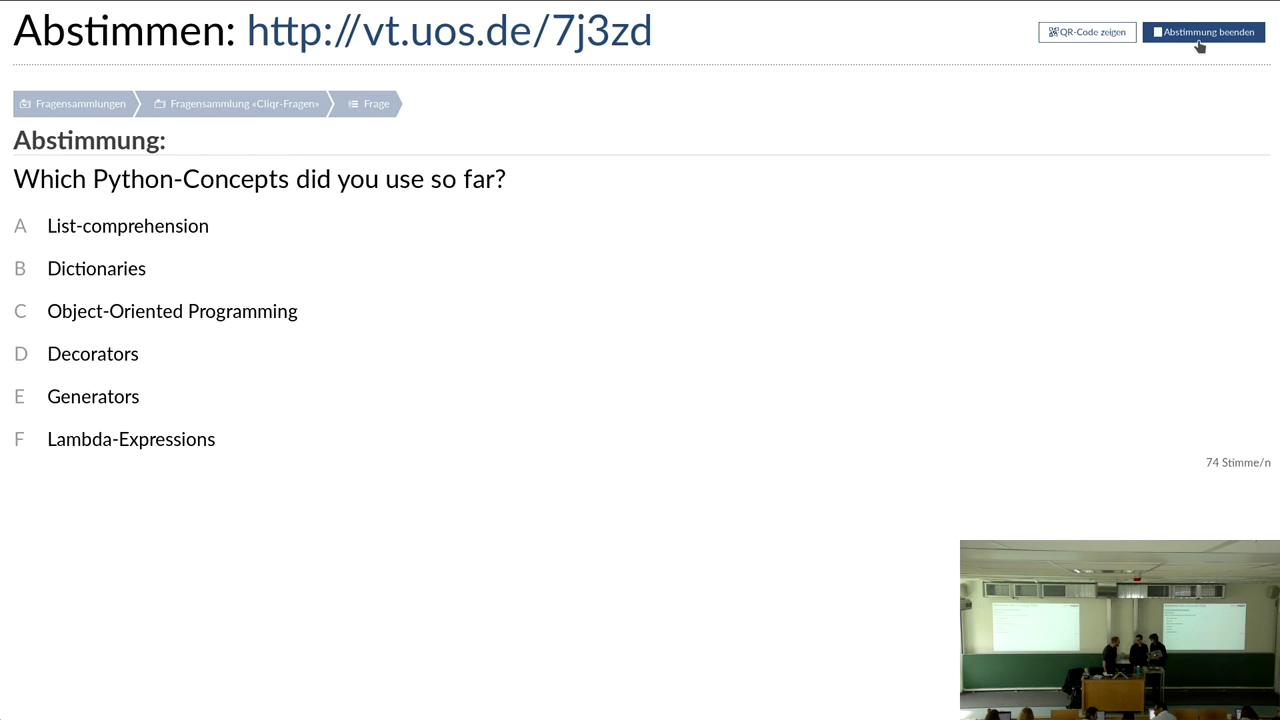 Abstimmen: http://vt.uos.de/7j3zd
QR-Code zeigen
Abstimmung beenden
Fragensammlungen
Fragensammlung «Cliqr-Fragen»
Frage
Abstimmung:
Which Python-Concepts did you use so far?
A List-comprehension
B Dictionaries
C Object-Oriented Programming
D Decorators
E Generators
F Lambda-Expressions
74 Stimme/n